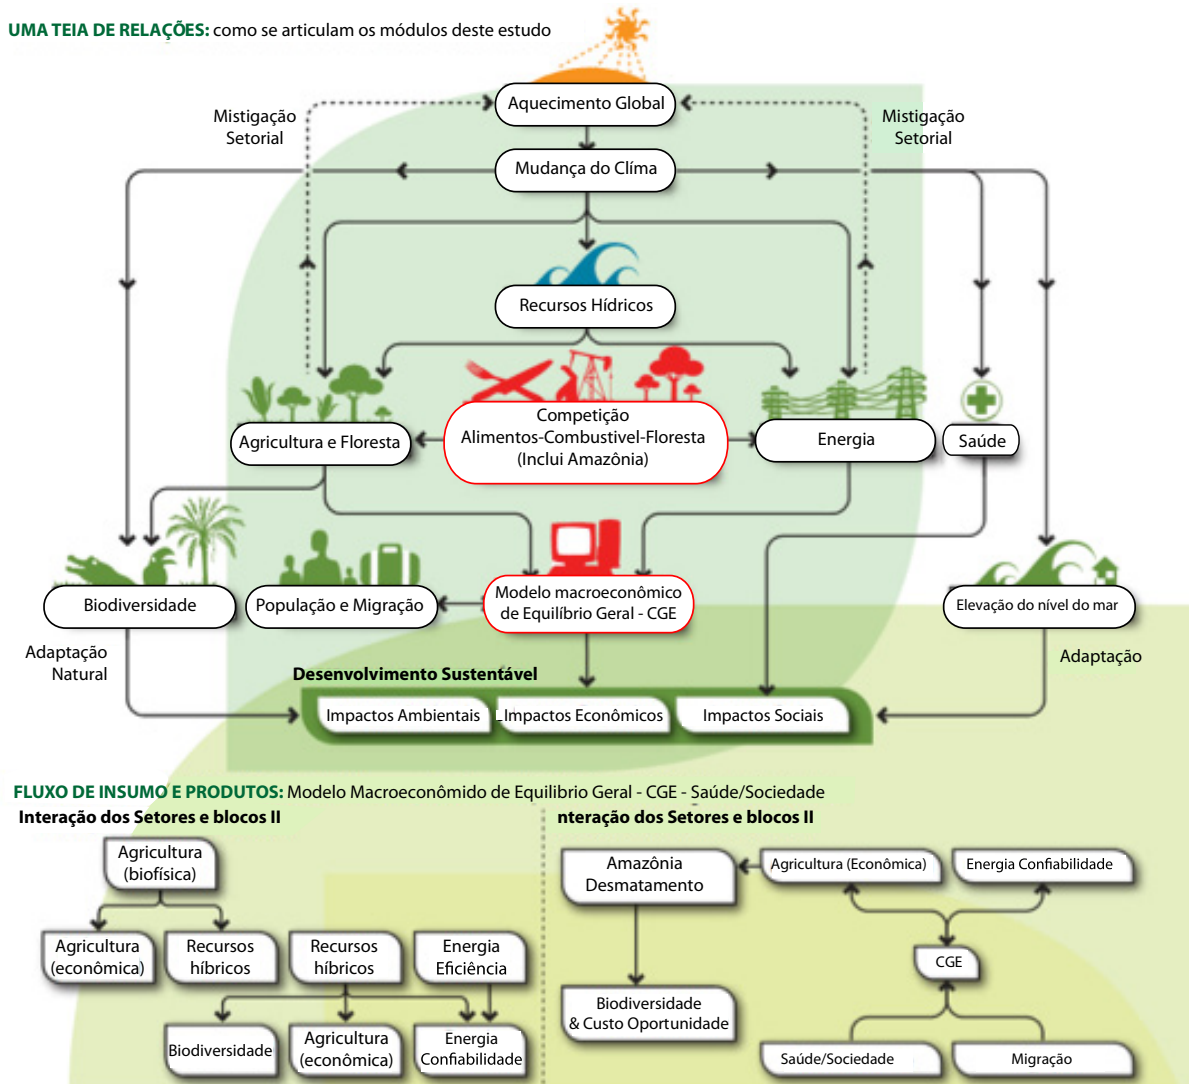 UMA TEIA DE RELAÇÕES: como se articulam os módulos deste estudo
Aquecimento Global
Mistigação
Setorial
Mistigação
Setorial
Mudança do Clíma
Recursos Hídricos
Competição
Alimentos-Combustivel-Floresta
(Inclui Amazônia)
Agricultura e Floresta
Energia
Saúde
Biodiversidade
População e Migração
Modelo macroeconômico
de Equilíbrio Geral - CGE
Elevação do nível do mar
Adaptação
Natural
Adaptação
Desenvolvimento Sustentável
Impactos Ambientais
Impactos Econômicos
Impactos Sociais
FLUXO DE INSUMO E PRODUTOS: Modelo Macroeconômido de Equilibrio Geral - CGE - Saúde/Sociedade
Interação dos Setores e blocos II
Agricultura
(biofísica)
Agricultura
(econômica)
Recursos
híbricos
Recursos
híbricos
Energia
Eficiência
Biodiversidade
Agricultura
(econômica)
Energia
Confiabilidade
nteração dos Setores e blocos II
Amazônia
Desmatamento
Agricultura (Econômica)
Energia Confiabilidade
CGE
Biodiversidade
& Custo Oportunidade
Saúde/Sociedade
Migração